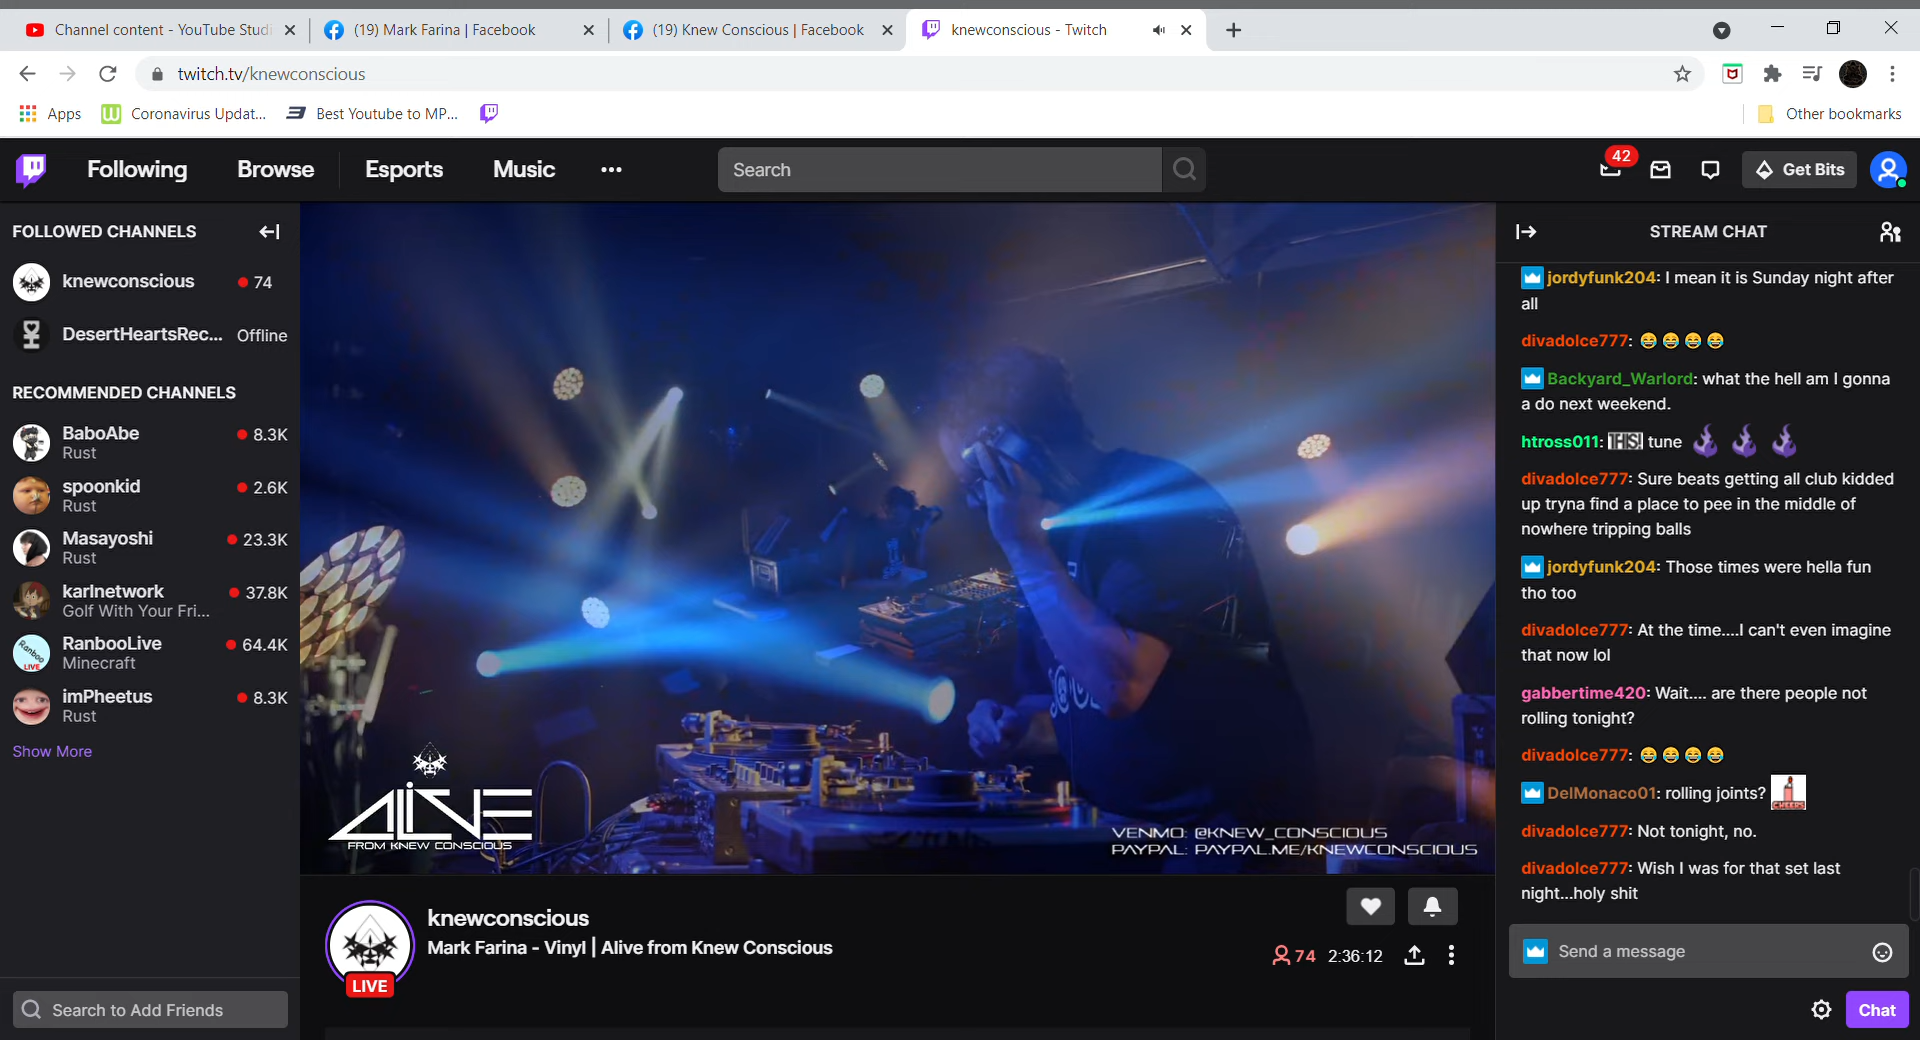 Channel content - YouTube Studi
(19) Mark Farina | Facebook
(19) Knew Conscious | Facebook
knewconscious - Twitch
twitch.tv/knewconscious
Apps
Coronavirus Updat...
Best Youtube to MP...
Other bookmarks
Following
Browse
Esports
Music
Search
42
Get Bits
FOLLOWED CHANNELS
knewconscious
74
DesertHeartsRec...
Offline
RECOMMENDED CHANNELS
BaboAbe
8.3K
Rust
spoonkid
2.6K
Rust
Masayoshi
23.3K
Rust
karlnetwork
37.8K
Golf With Your Fri...
Ranboo
LIVE
RanbooLive
64.4K
Minecraft
imPheetus
8.3K
Rust
Show More
Search to Add Friends
ALIVE
FROM KNEW CONSCIOUS
VENMO: @KNEW_CONSCIOUS
PAYPAL: PAYPAL.ME/KNEWCONSCIOUS
LIVE
knewconscious
Mark Farina - Vinyl | Alive from Knew Conscious
74
2:36:12
STREAM CHAT
jordyfunk204: I mean it is Sunday night after
all
divadolce777: 😂 😂 😂 😂
Backyard_Warlord: what the hell am I gonna
a do next weekend.
htross011: THIS! tune
divadolce777: Sure beats getting all club kidded
up tryna find a place to pee in the middle of
nowhere tripping balls
jordyfunk204: Those times were hella fun
tho too
divadolce777: At the time....I can't even imagine
that now lol
gabbertime420: Wait.... are there people not
rolling tonight?
divadolce777: 😂 😂 😂 😂
DelMonaco01: rolling joints? CHEERS
divadolce777: Not tonight, no.
divadolce777: Wish I was for that set last
night...holy shit
Send a message
Chat